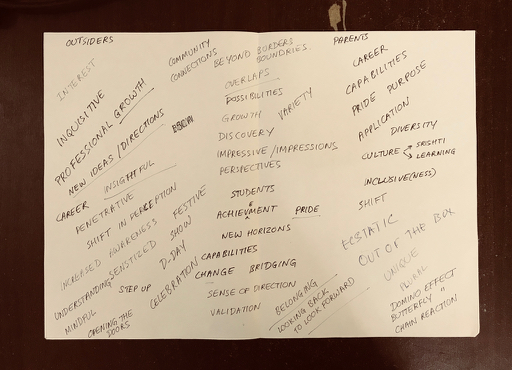 OUTSIDERS
INTEREST
INQUISITIVE
PROFESSIONAL GROWTH
NEW IDEAS / DIRECTIONS
CAREER
INSIGHTFUL
PENETRATIVE
SHIFT IN PERCEPTION
INCREASED AWARENESS
UNDERSTANDING
SENSTIZED
MINDFUL
STEP UP
OPENING THE
DOORS
FESTIVE
SHOW
D-DAY
CELEBRATION
COMMUNITY
CONNECTIONS
BEYOND BORDERS
BOUNDRIES.
OVERLAPS
POSSIBILITIES
GROWTH
VARIETY
DISCOVERY
IMPRESSIVE / IMPRESSIONS
PERSPECTIVES
STUDENTS
ACHIEVEMENT
PRIDE
NEW HORIZONS
CAPABILITIES
CHANGE
BRIDGING
SENSE OF DIRECTION
VALIDATION
BELONGING
LOOKING BACK
TO LOOK FORWARD
PARENTS
CAREER
CAPABILITIES
PRIDE PURPOSE
APPLICATION
DIVERSITY
CULTURE
SRISHTI
LEARNING
INCLUSIVE(NESS)
SHIFT
ECSTATIC
OUT OF THE BOX
UNIQUE
PLURAL
DOMINO EFFECT
BUTTERFLY "
CHAIN REACTION